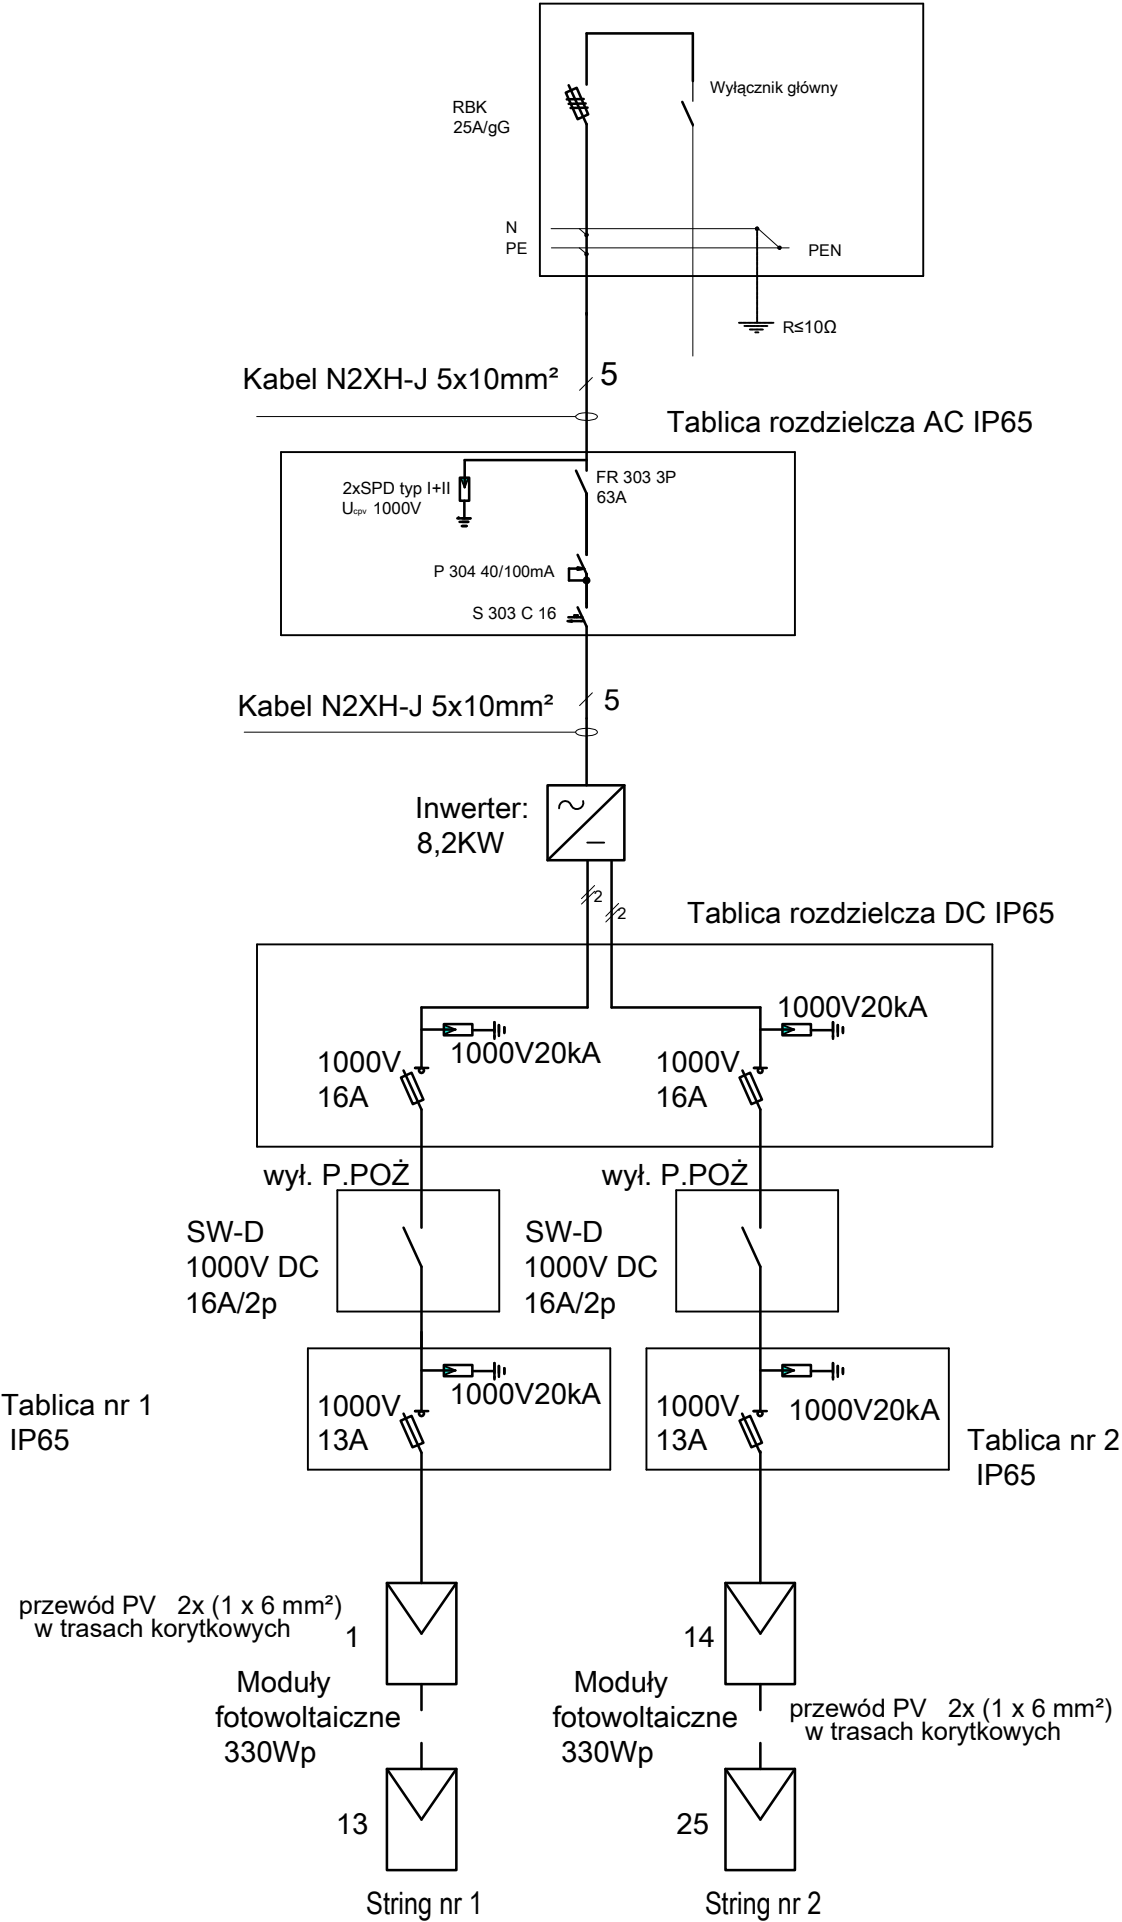 Wyłącznik główny
RBK
25A/gG
N
PE
PEN
R≤10Ω
Kabel N2XH-J 5x10mm²
5
Tablica rozdzielcza AC IP65
2xSPD typ I+II
Ucpv 1000V
FR 303 3P
63A
P 304 40/100mA
S 303 C 16
Kabel N2XH-J 5x10mm²
5
Inwerter:
8,2KW
2
2
Tablica rozdzielcza DC IP65
1000V20kA
1000V20kA
1000V
16A
1000V
16A
wył. P.POŻ
wył. P.POŻ
SW-D
1000V DC
16A/2p
SW-D
1000V DC
16A/2p
Tablica nr 1
IP65
1000V20kA
1000V
13A
1000V20kA
1000V
13A
Tablica nr 2
IP65
przewód PV 2x (1 x 6 mm²)
w trasach korytkowych
1
14
Moduły
fotowoltaiczne
330Wp
Moduły
fotowoltaiczne
330Wp
przewód PV 2x (1 x 6 mm²)
w trasach korytkowych
13
25
String nr 1
String nr 2